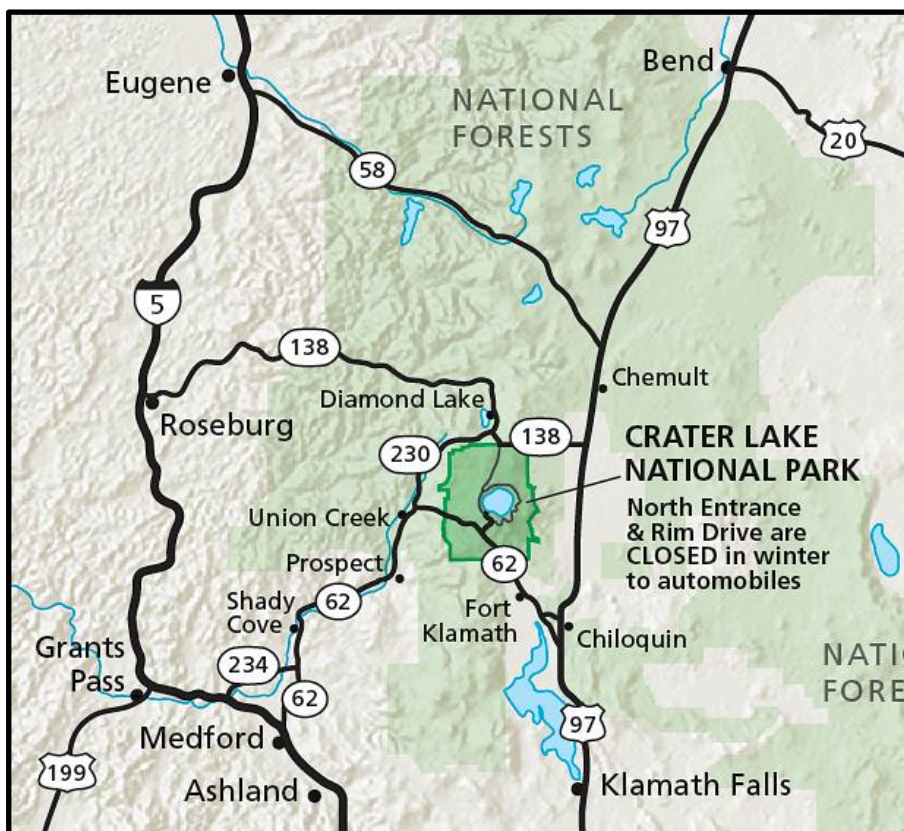 Eugene
Bend
NATIONAL
FORESTS
20
58
97
5
138
Chemult
Diamond Lake
Roseburg
138
CRATER LAKE
NATIONAL PARK
230
North Entrance
& Rim Drive are
CLOSED in winter
to automobiles
Union Creek
Prospect
62
62
Shady
Cove
Fort
Klamath
Chiloquin
Grants
Pass
234
62
NATI
FORE
97
Medford
199
Ashland
Klamath Falls